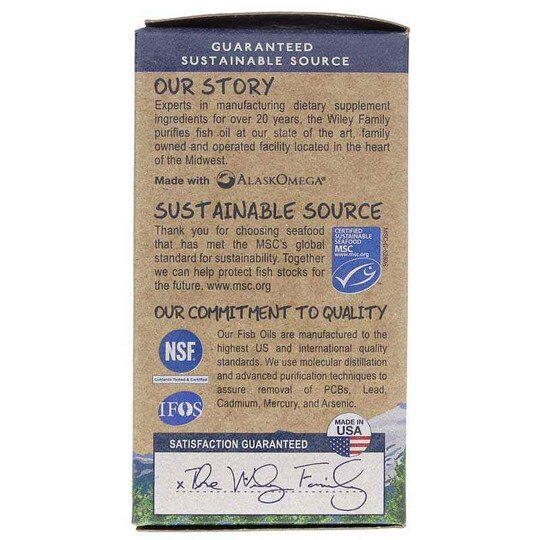 GUARANTEED
SUSTAINABLE SOURCE
OUR STORY
Experts in manufacturing dietary supplement
ingredients for over 20 years, the Wiley Family
purifies fish oil at our state of the art, family
owned and operated facility located in the heart
of the Midwest.
Made with ALASKOMEGA®
SUSTAINABLE SOURCE
Thank you for choosing seafood
that has met the MSC's global
standard for sustainability. Together
we can help protect fish stocks for
the future. www.msc.org
CERTIFIED
SUSTAINABLE
SEAFOOD
MSC
www.msc.org
OUR COMMITMENT TO QUALITY
NSF
Contents Tested & Certified
IFOS
Our Fish Oils are manufactured to the
highest US and international quality
standards. We use molecular distillation
and advanced purification techniques to
assure removal of PCBs, Lead,
Cadmium, Mercury, and Arsenic.
MADE IN
USA
SATISFACTION GUARANTEED
x The Wiley Family